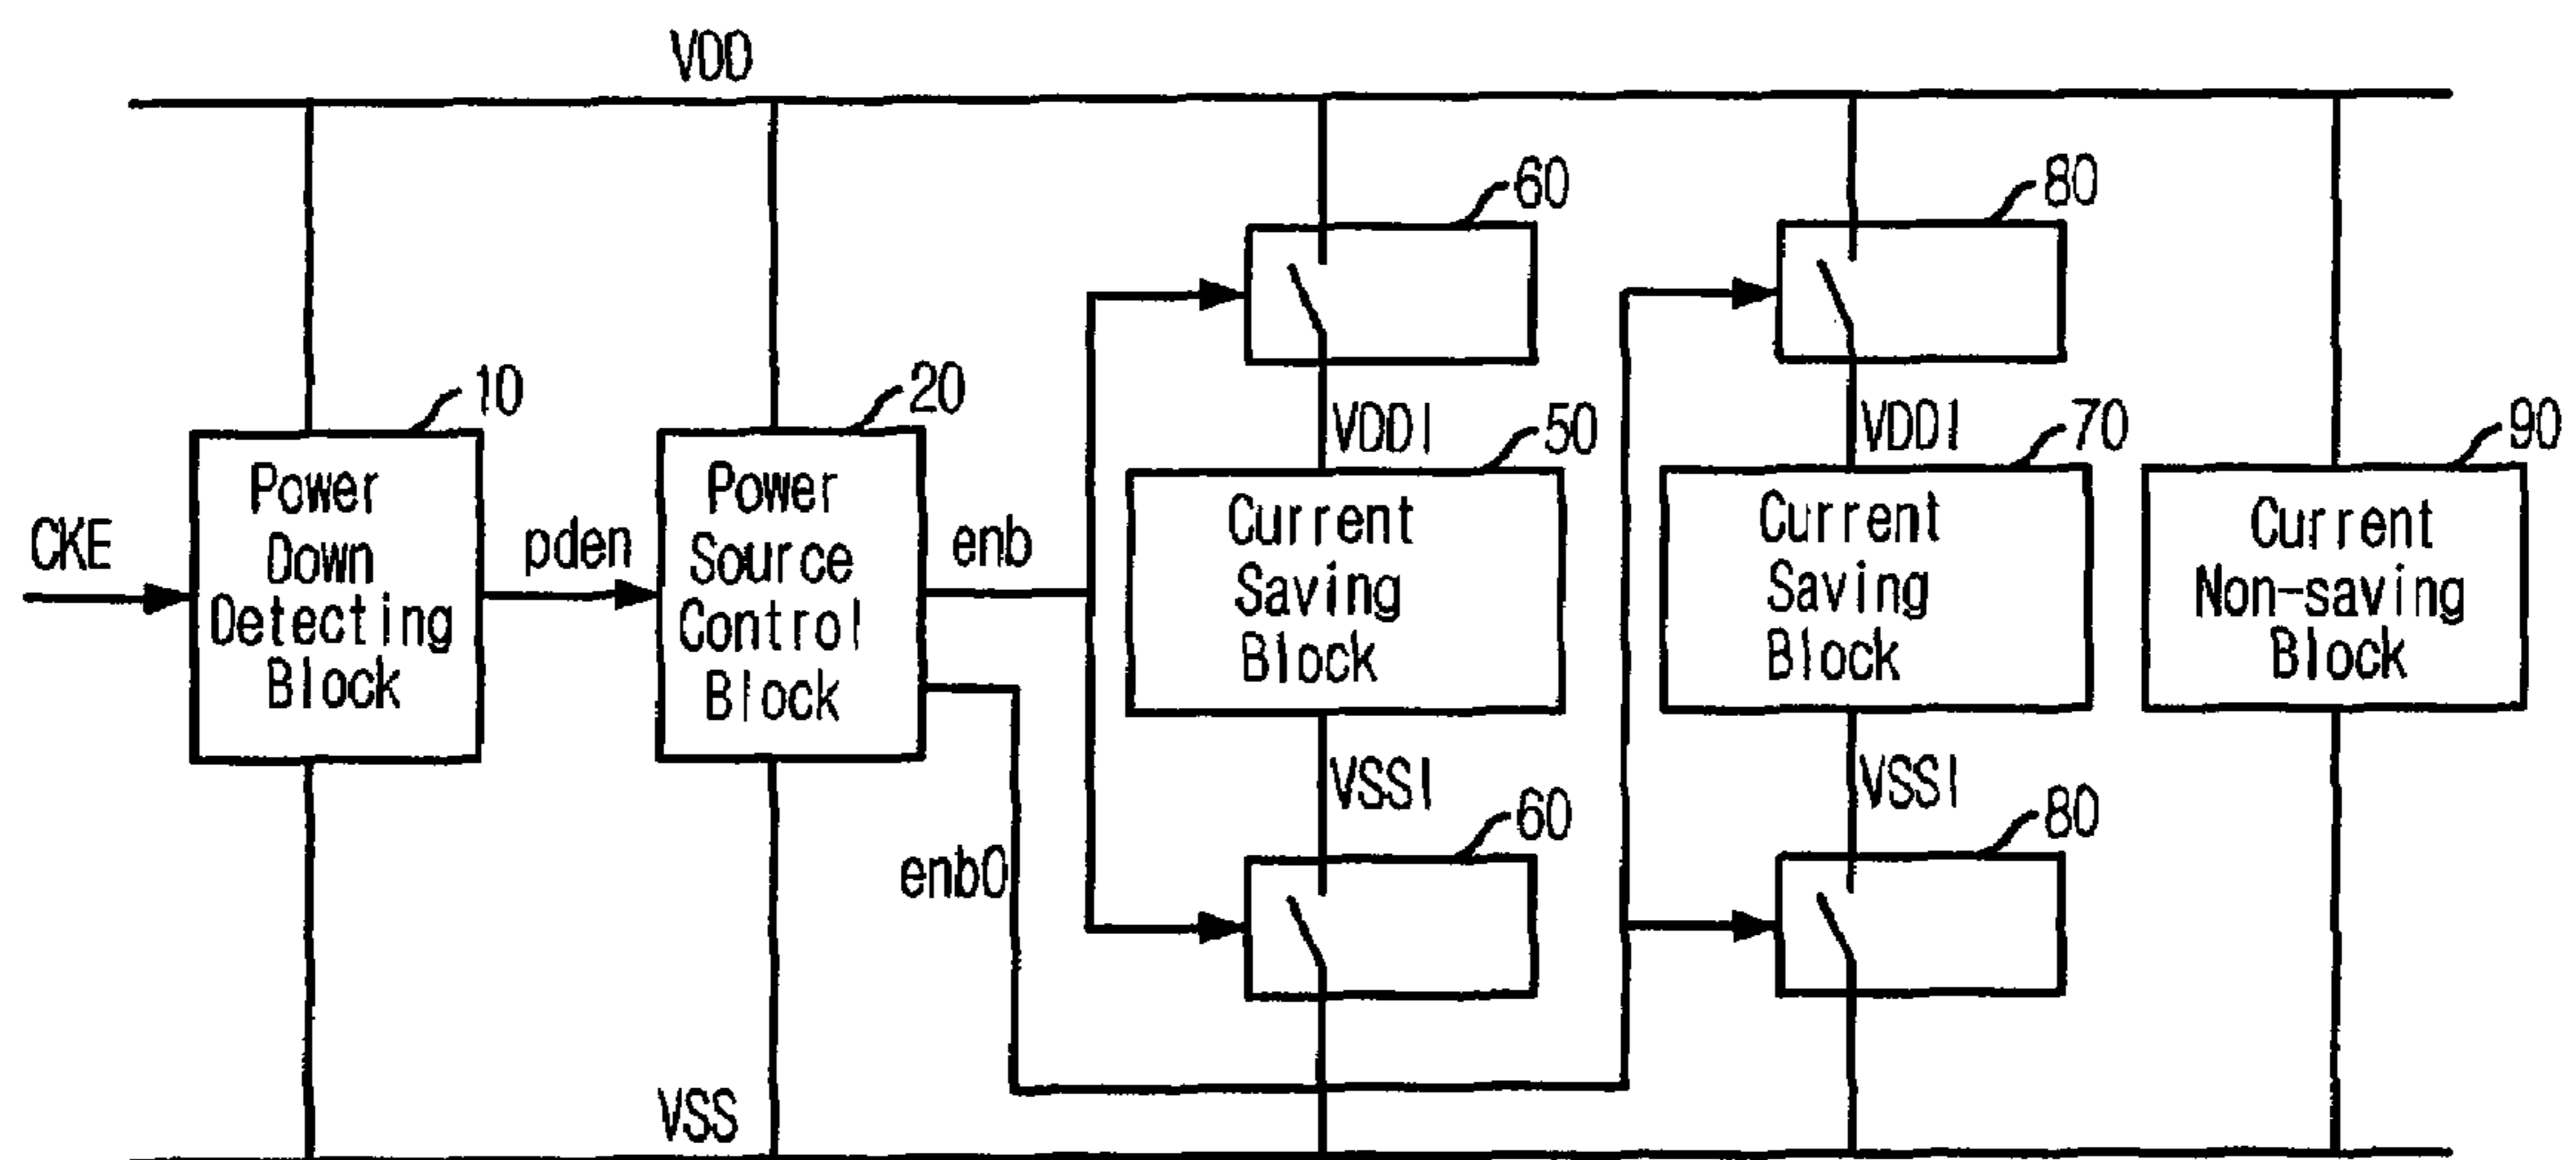 VDD
60
80
10
20
VDDI
50
VDDI
70
90
CKE
Power
Down
Detecting
Block
pden
Power
Source
Control
Block
enb
Current
Saving
Block
Current
Saving
Block
Current
Non-saving
Block
enb0
VSSI
60
VSSI
80
VSS